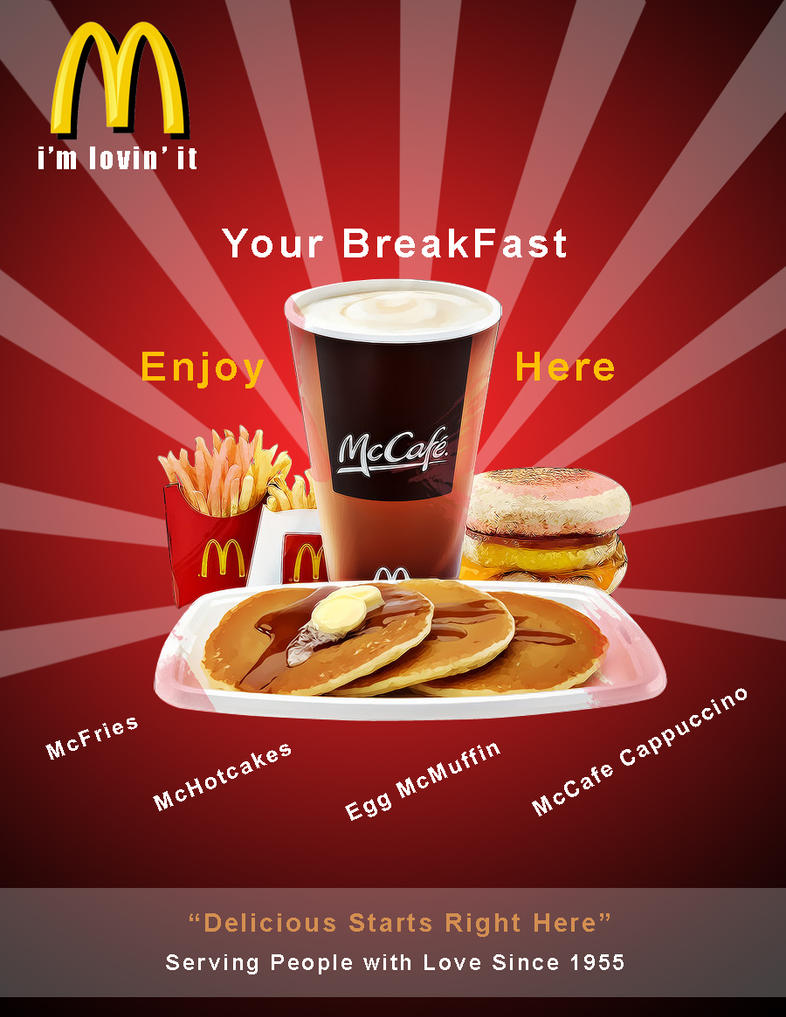 i'm lovin' it
Your BreakFast
Enjoy
Here
McCafé.
McFries
McHotcakes
Egg McMuffin
McCafe Cappuccino
“Delicious Starts Right Here”
Serving People with Love Since 1955